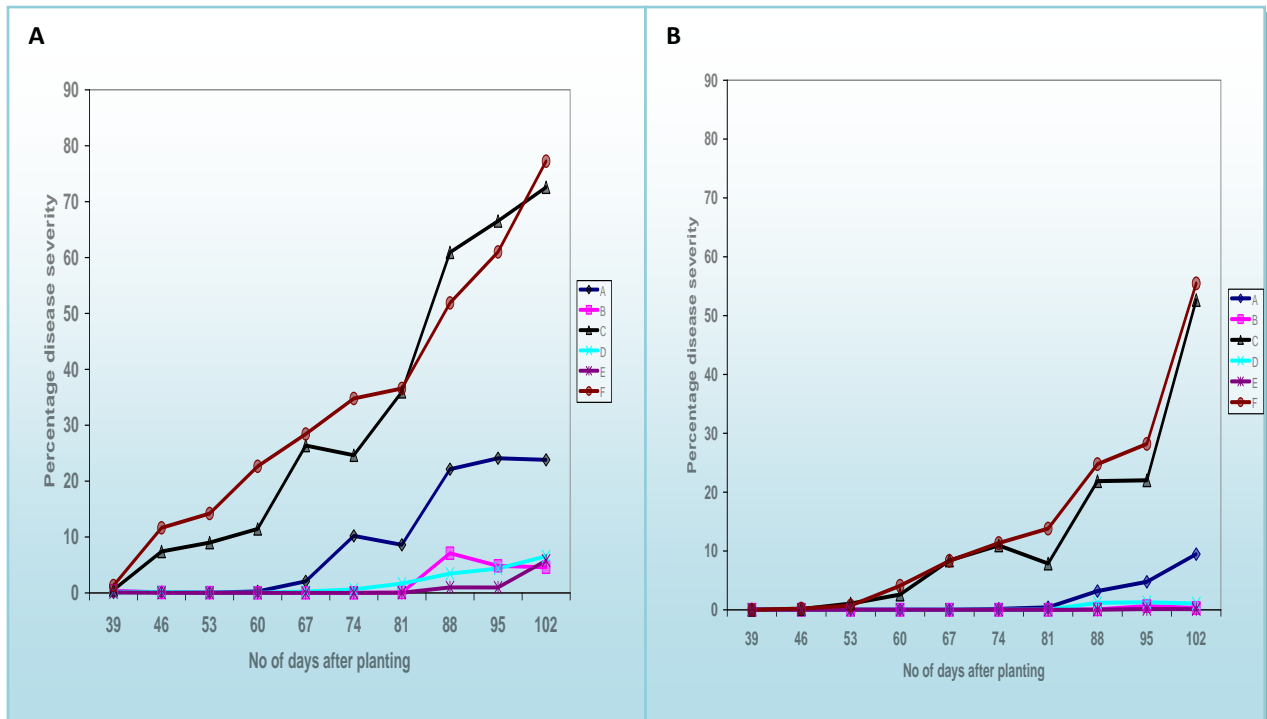 A
90
80
70
60
50
40
30
20
10
0
Percentage disease severity
39 46 53 60 67 74 81 88 95 102
No of days after planting
A
B
C
D
E
F
B
90
80
70
60
50
40
30
20
10
0
Percentage disease severity
39 46 53 60 67 74 81 88 95 102
No of days after planting
A
B
C
D
E
F